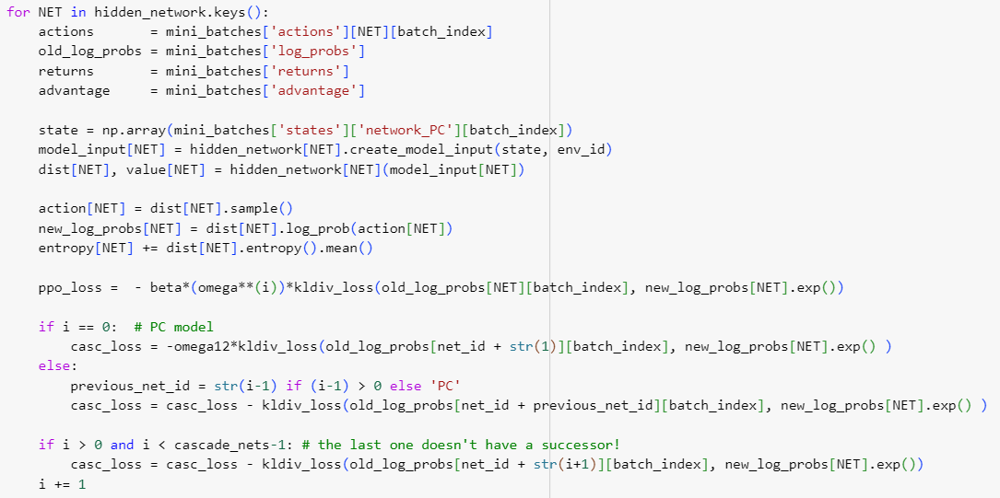 for NET in hidden_network.keys():
    actions       = mini_batches['actions'][NET][batch_index]
    old_log_probs = mini_batches['log_probs']
    returns       = mini_batches['returns']
    advantage     = mini_batches['advantage']

    state = np.array(mini_batches['states']['network_PC'][batch_index])
    model_input[NET] = hidden_network[NET].create_model_input(state, env_id)
    dist[NET], value[NET] = hidden_network[NET](model_input[NET])

    action[NET] = dist[NET].sample()
    new_log_probs[NET] = dist[NET].log_prob(action[NET])
    entropy[NET] += dist[NET].entropy().mean()

    ppo_loss =  - beta*(omega**(i))*kldiv_loss(old_log_probs[NET][batch_index], new_log_probs[NET].exp())

    if i == 0:  # PC model
        casc_loss = -omega12*kldiv_loss(old_log_probs[net_id + str(1)][batch_index], new_log_probs[NET].exp() )
    else:
        previous_net_id = str(i-1) if (i-1) > 0 else 'PC'
        casc_loss = casc_loss - kldiv_loss(old_log_probs[net_id + previous_net_id][batch_index], new_log_probs[NET].exp() )

    if i > 0 and i < cascade_nets-1: # the last one doesn't have a successor!
        casc_loss = casc_loss - kldiv_loss(old_log_probs[net_id + str(i+1)][batch_index], new_log_probs[NET].exp())
    i += 1